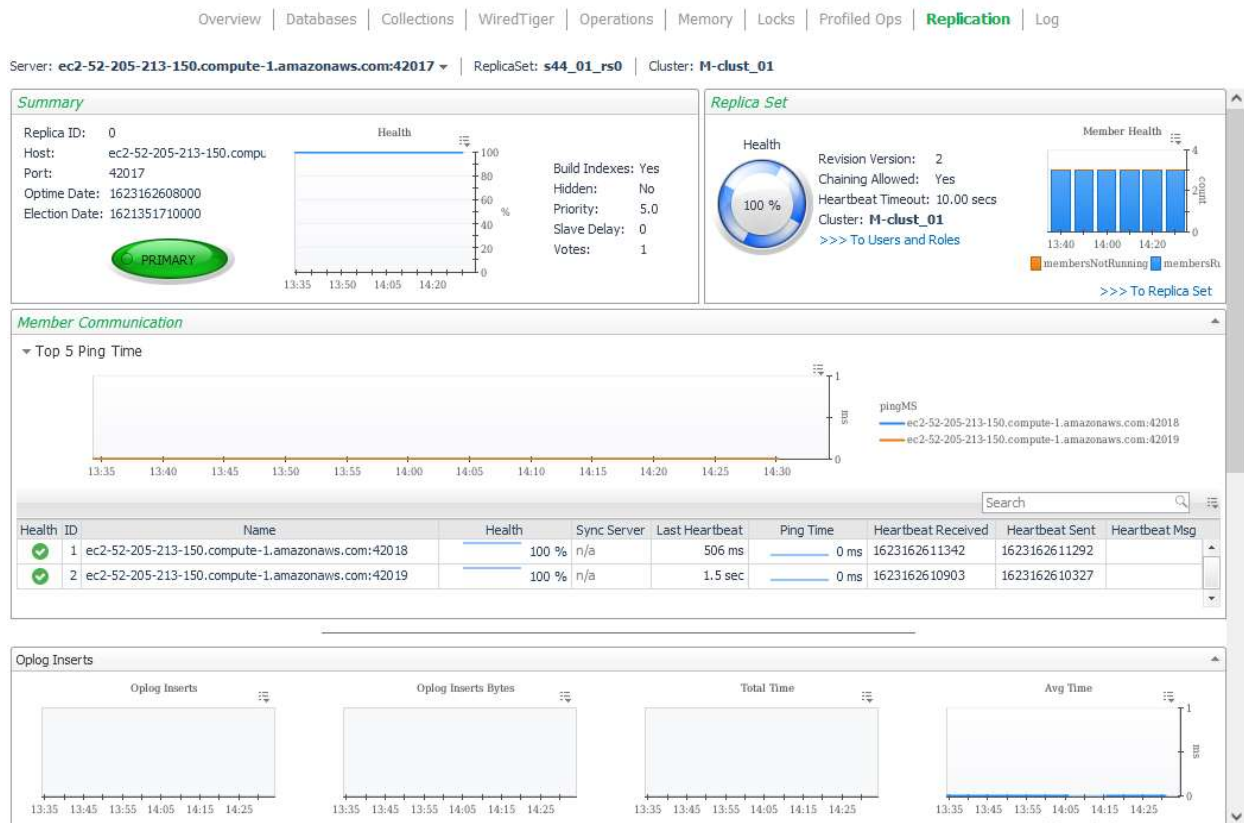 Overview | Databases | Collections | WiredTiger | Operations | Memory | Locks | Profiled Ops | Replication | Log
Server: ec2-52-205-213-150.compute-1.amazonaws.com:42017 | ReplicaSet: s44_01_rs0 | Cluster: M-clust_01
Summary
Replica ID: 0
Host: ec2-52-205-213-150.compu
Port: 42017
Optime Date: 1623162608000
Election Date: 1621351710000
PRIMARY
Health
100
80
60
%
40
20
0
13:35 13:50 14:05 14:20
Build Indexes: Yes
Hidden: No
Priority: 5.0
Slave Delay: 0
Votes: 1
Replica Set
Health
100 %
Revision Version: 2
Chaining Allowed: Yes
Heartbeat Timeout: 10.00 secs
Cluster: M-clust_01
>>> To Users and Roles
Member Health
4
2
0
count
13:40 14:00 14:20
membersNotRunning membersRu
>>> To Replica Set
Member Communication
Top 5 Ping Time
1
ms
0
13:35 13:40 13:45 13:50 13:55 14:00 14:05 14:10 14:15 14:20 14:25 14:30
pingMS
ec2-52-205-213-150.compute-1.amazonaws.com:42018
ec2-52-205-213-150.compute-1.amazonaws.com:42019
Search
Health ID Name Health Sync Server Last Heartbeat Ping Time Heartbeat Received Heartbeat Sent Heartbeat Msg
1 ec2-52-205-213-150.compute-1.amazonaws.com:42018 100 % n/a 506 ms 0 ms 1623162611342 1623162611292
2 ec2-52-205-213-150.compute-1.amazonaws.com:42019 100 % n/a 1.5 sec 0 ms 1623162610903 1623162610327
Oplog Inserts
Oplog Inserts
13:35 13:45 13:55 14:05 14:15 14:25
Oplog Inserts Bytes
13:35 13:45 13:55 14:05 14:15 14:25
Total Time
13:35 13:45 13:55 14:05 14:15 14:25
Avg Time
1
ms
0
13:35 13:45 13:55 14:05 14:15 14:25